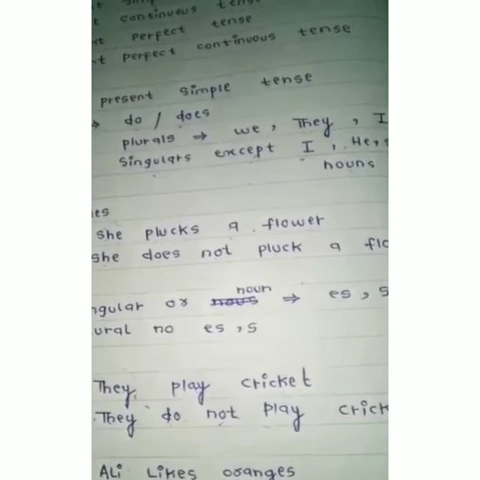 continuous tense
perfect tense
perfect continuous tense
present simple tense
do / does
plurals ⇒ we, They, I
Singulars except I, He,
nouns
she plucks a flower
she does not pluck a
or noun ⇒ es, s
no es, s
They play cricket
They do not play
Ali Likes oranges